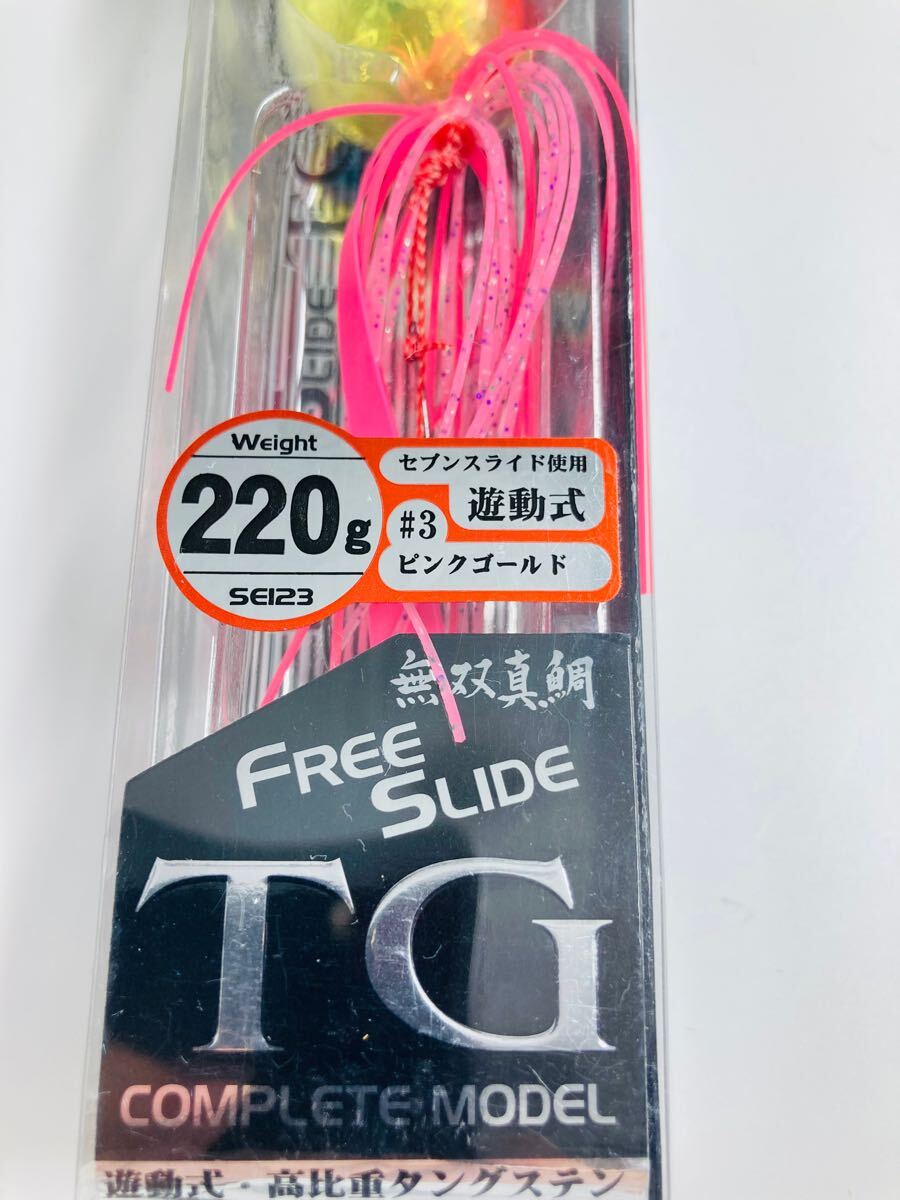 Weight
220g
SE123
セブンスライド使用
遊動式
#3
ピンクゴールド
無双真鯛
FREE
SLIDE
TG
COMPLETE MODEL
遊動式・高比重タングステン